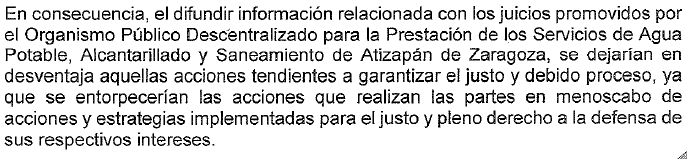 En consecuencia, el difundir información relacionada con los juicios promovidos por
el Organismo Público Descentralizado para la Prestación de los Servicios de Agua
Potable, Alcantarillado y Saneamiento de Atizapán de Zaragoza, se dejarían en
desventaja aquellas acciones tendientes a garantizar el justo y debido proceso, ya
que se entorpecerían las acciones que realizan las partes en menoscabo de
acciones y estrategias implementadas para el justo y pleno derecho a la defensa de
sus respectivos intereses.